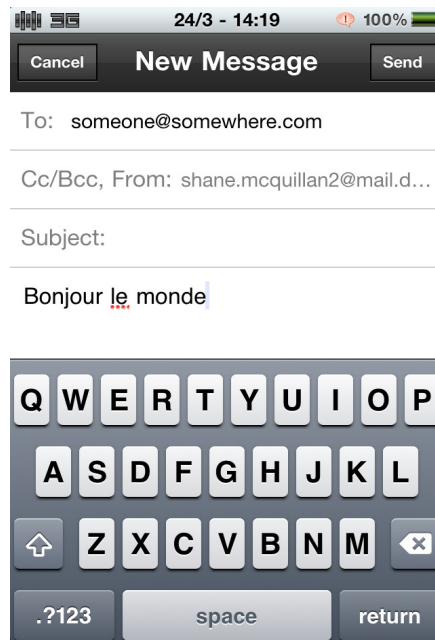 3G 24/3 - 14:19 100%
Cancel New Message Send
To: someone@somewhere.com
Cc/Bcc, From: shane.mcquillan2@mail.d...
Subject:
Bonjour le monde
Q W E R T Y U I O P
A S D F G H J K L
Z X C V B N M
.?123 space return